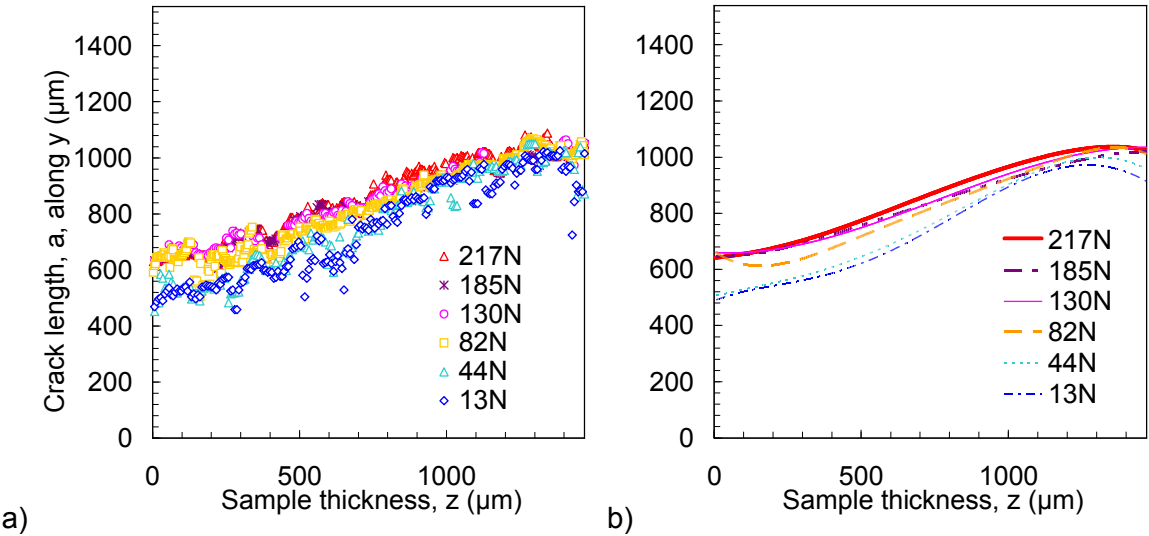 1400
1200
1000
800
600
400
200
0
Crack length, a, along y (µm)
217N
185N
130N
82N
44N
13N
0
500
1000
Sample thickness, z (µm)
a)
1400
1200
1000
800
600
400
200
0
217N
185N
130N
82N
44N
13N
0
500
1000
Sample thickness, z (µm)
b)